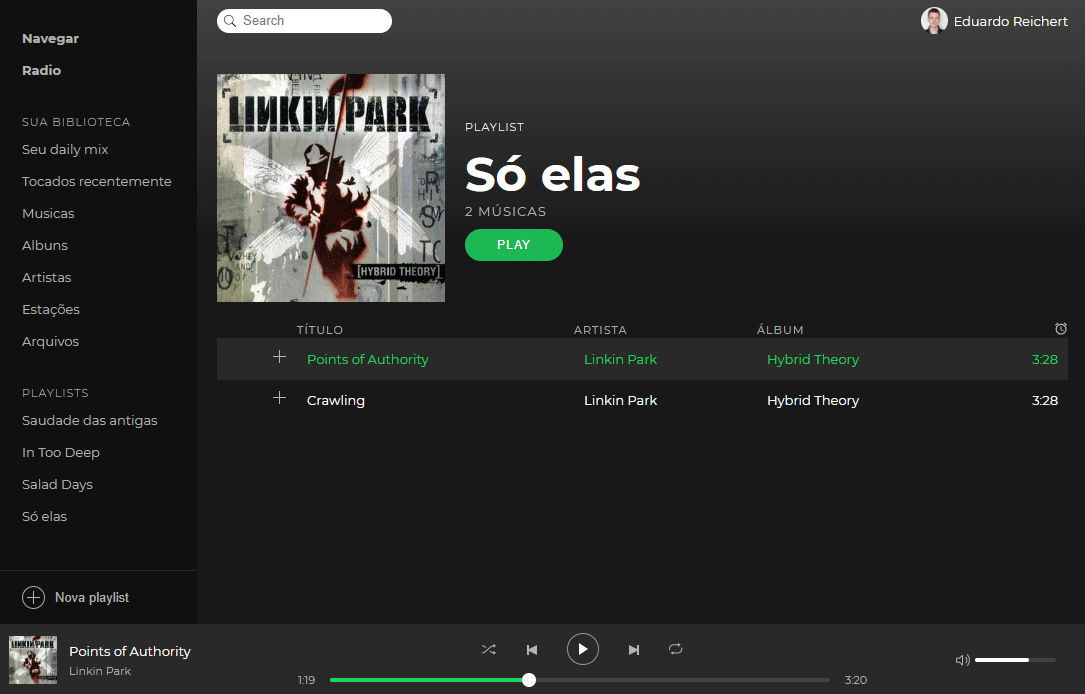 Navegar
Radio
SUA BIBLIOTECA
Seu daily mix
Tocados recentemente
Musicas
Albuns
Artistas
Estações
Arquivos
PLAYLISTS
Saudade das antigas
In Too Deep
Salad Days
Só elas
Nova playlist
Search
Eduardo Reichert
LINKIN PARK
[HYBRID THEORY]
PLAYLIST
Só elas
2 MÚSICAS
PLAY
TÍTULO ARTISTA ÁLBUM
Points of Authority Linkin Park Hybrid Theory 3:28
Crawling Linkin Park Hybrid Theory 3:28
LINKIN PARK
Points of Authority
Linkin Park
1:19 3:20